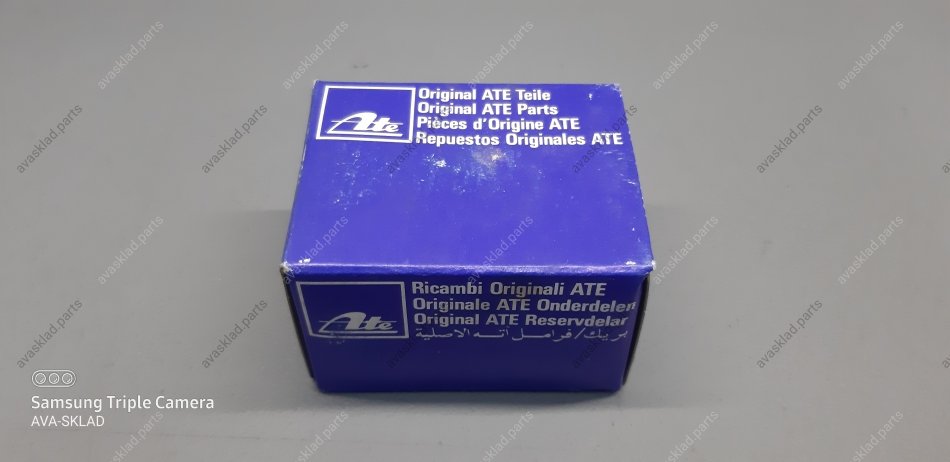 Ate
Original ATE Teile
Original ATE Parts
Pièces d'Origine ATE
Repuestos Originales ATE
Ate
Ricambi Originali ATE
Originale ATE Onderdelen
Original ATE Reservdelar
بريك/فرامل اته الاصلية
Samsung Triple Camera
AVA-SKLAD
avasklad.parts